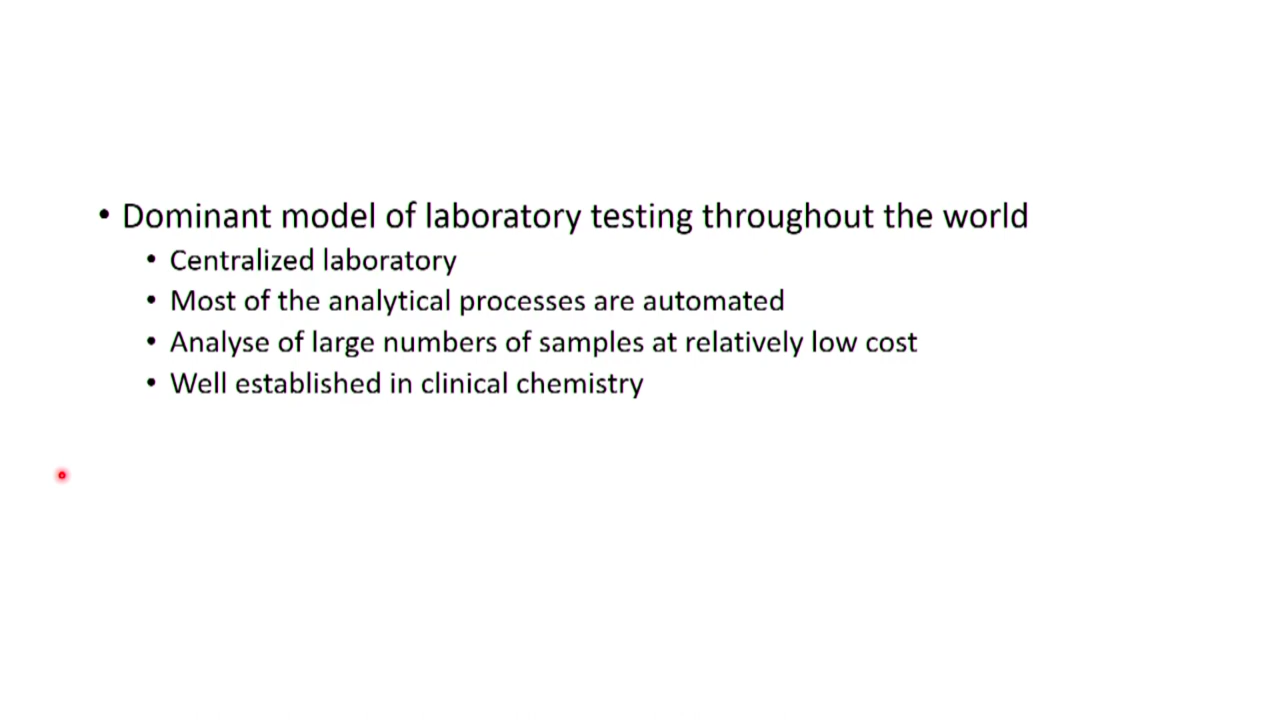 • Dominant model of laboratory testing throughout the world
• Centralized laboratory
• Most of the analytical processes are automated
• Analyse of large numbers of samples at relatively low cost
• Well established in clinical chemistry